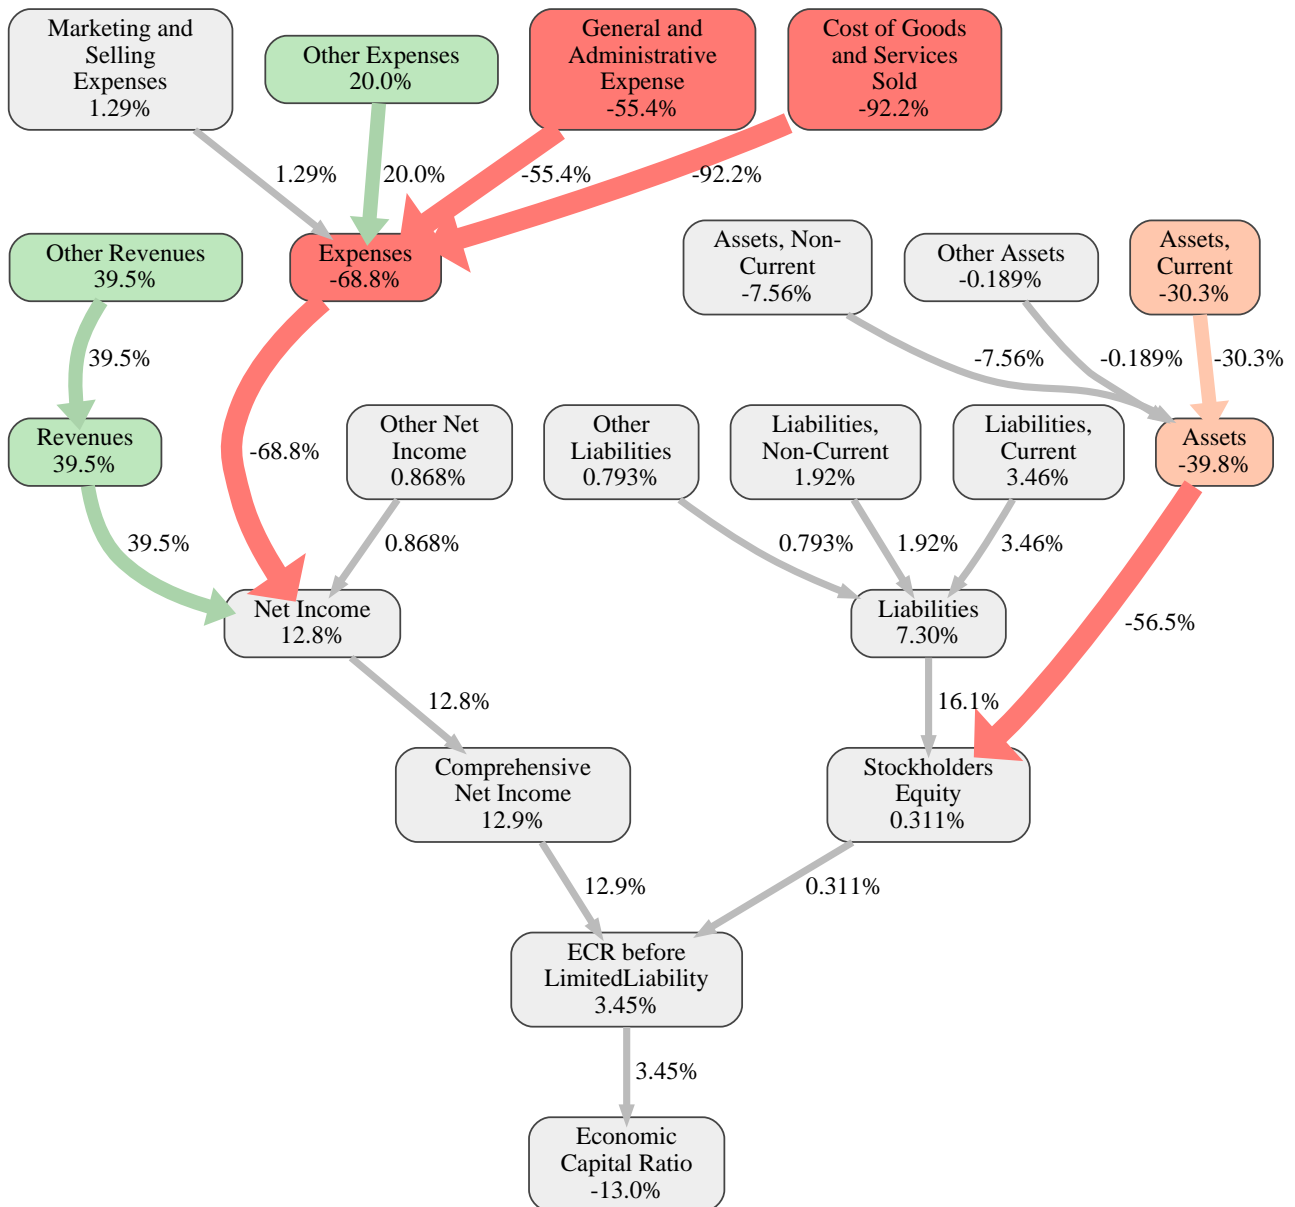 Marketing and
Selling
Expenses
1.29%
Other Expenses
20.0%
General and
Administrative
Expense
-55.4%
Cost of Goods
and Services
Sold
-92.2%
1.29%
20.0%
-55.4%
-92.2%
Other Revenues
39.5%
Expenses
-68.8%
Assets, Non-
Current
-7.56%
Other Assets
-0.189%
Assets,
Current
-30.3%
39.5%
-7.56%
-0.189%
-30.3%
Revenues
39.5%
-68.8%
Other Net
Income
0.868%
Other
Liabilities
0.793%
Liabilities,
Non-Current
1.92%
Liabilities,
Current
3.46%
Assets
-39.8%
39.5%
0.868%
0.793%
1.92%
3.46%
Net Income
12.8%
Liabilities
7.30%
-56.5%
12.8%
16.1%
Comprehensive
Net Income
12.9%
Stockholders
Equity
0.311%
12.9%
0.311%
ECR before
LimitedLiability
3.45%
3.45%
Economic
Capital Ratio
-13.0%